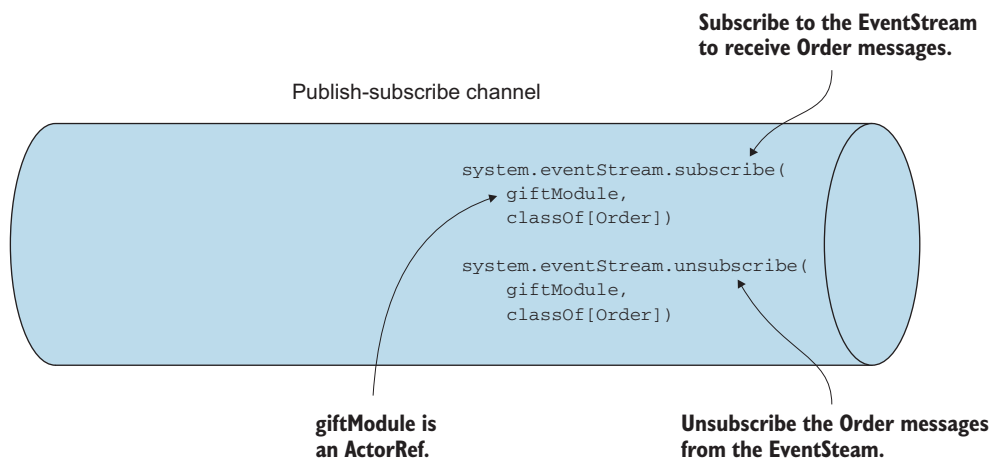 Subscribe to the EventStream
to receive Order messages.
Publish-subscribe channel
system.eventStream.subscribe(
giftModule,
classOf[Order])
system.eventStream.unsubscribe(
giftModule,
classOf[Order])
giftModule is
an ActorRef.
Unsubscribe the Order messages
from the EventSteam.